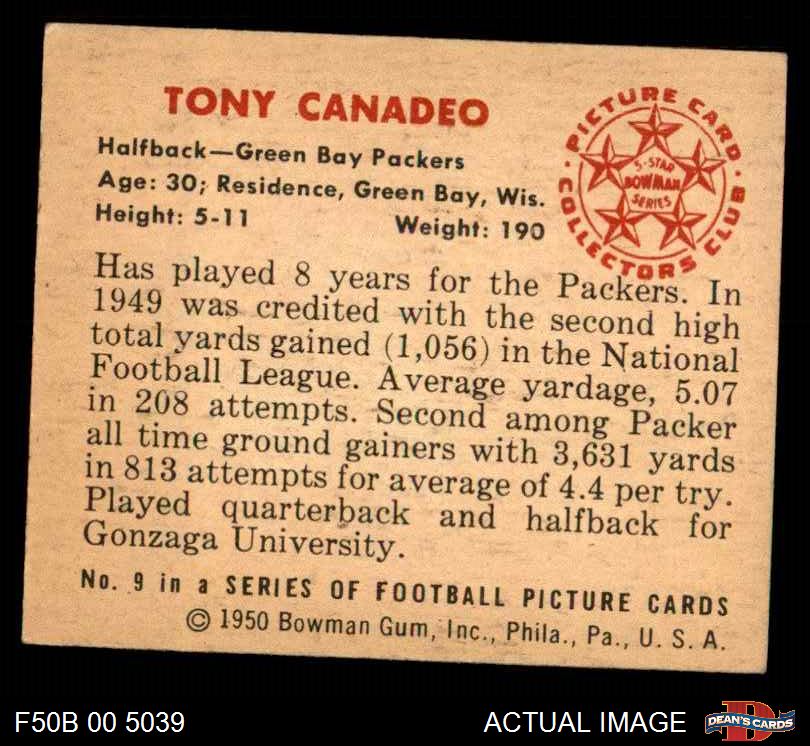 TONY CANADEO
Halfback—Green Bay Packers
Age: 30; Residence, Green Bay, Wis.
Height: 5-11 Weight: 190
PICTURE CARD
COLLECTORS CLUB
5-STAR
BOWMAN
SERIES
Has played 8 years for the Packers. In
1949 was credited with the second high
total yards gained (1,056) in the National
Football League. Average yardage, 5.07
in 208 attempts. Second among Packer
all time ground gainers with 3,631 yards
in 813 attempts for average of 4.4 per try.
Played quarterback and halfback for
Gonzaga University.
No. 9 in a SERIES OF FOOTBALL PICTURE CARDS
© 1950 Bowman Gum, Inc., Phila., Pa., U. S. A.
F50B 00 5039
ACTUAL IMAGE
D
DEAN'S CARDS